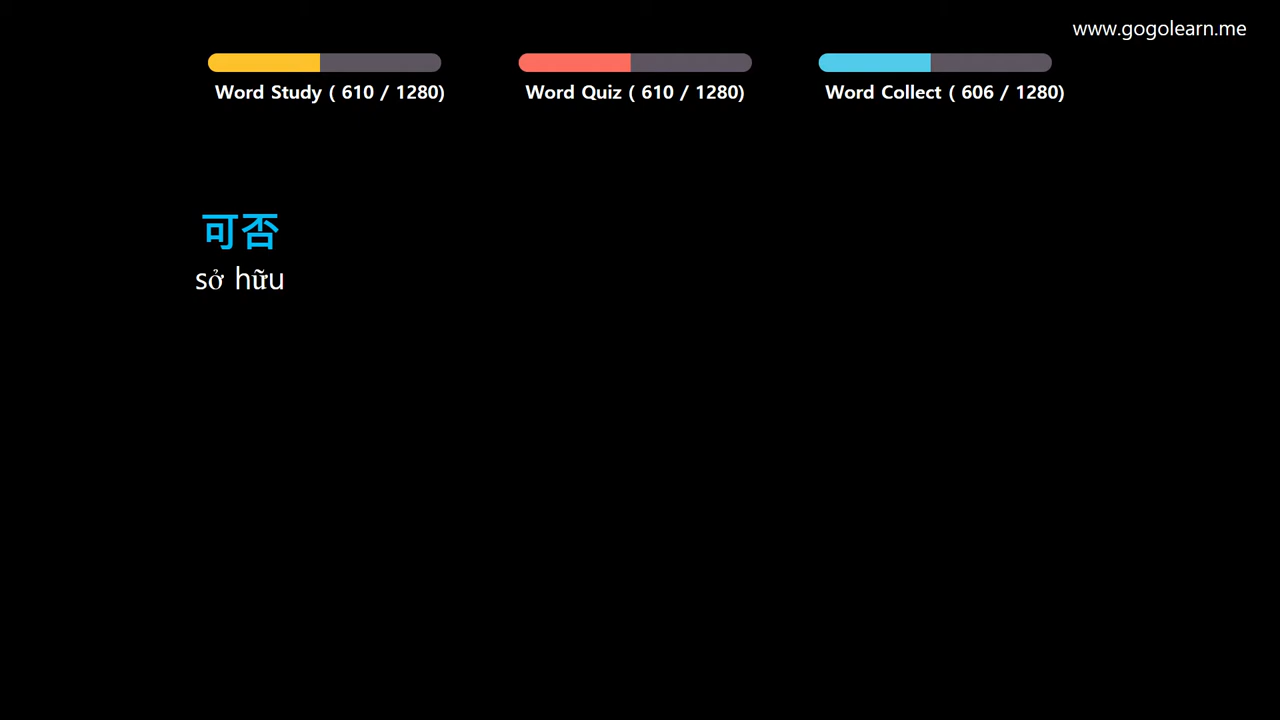 www.gogolearn.me
Word Study ( 610 / 1280)
Word Quiz ( 610 / 1280)
Word Collect ( 606 / 1280)
可否
sở hữu